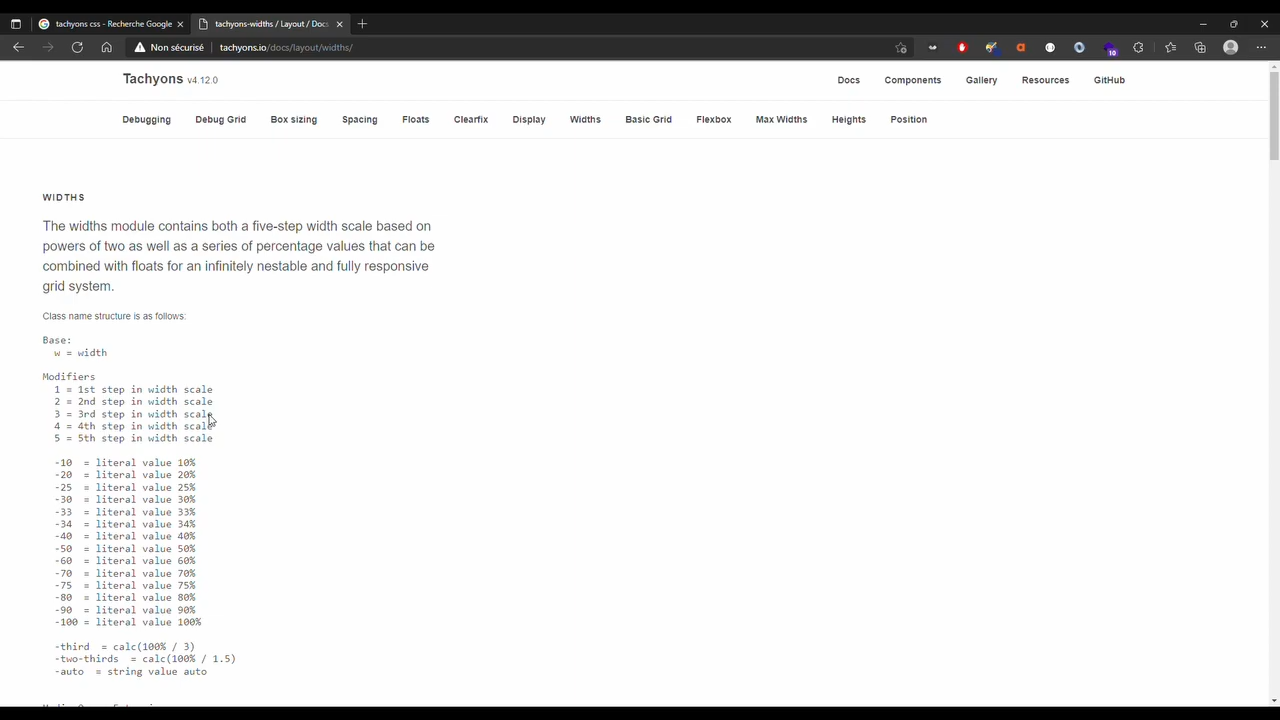 tachyons css - Recherche Google
tachyons-widths / Layout / Docs
Non sécurisé
tachyons.io/docs/layout/widths/
10
Tachyons v4.12.0
Docs
Components
Gallery
Resources
GitHub
Debugging
Debug Grid
Box sizing
Spacing
Floats
Clearfix
Display
Widths
Basic Grid
Flexbox
Max Widths
Heights
Position
WIDTHS
The widths module contains both a five-step width scale based on
powers of two as well as a series of percentage values that can be
combined with floats for an infinitely nestable and fully responsive
grid system.
Class name structure is as follows:
Base:
w = width
Modifiers
1 = 1st step in width scale
2 = 2nd step in width scale
3 = 3rd step in width scale
4 = 4th step in width scale
5 = 5th step in width scale
-10 = literal value 10%
-20 = literal value 20%
-25 = literal value 25%
-30 = literal value 30%
-33 = literal value 33%
-34 = literal value 34%
-40 = literal value 40%
-50 = literal value 50%
-60 = literal value 60%
-70 = literal value 70%
-75 = literal value 75%
-80 = literal value 80%
-90 = literal value 90%
-100 = literal value 100%
-third = calc(100% / 3)
-two-thirds = calc(100% / 1.5)
-auto = string value auto